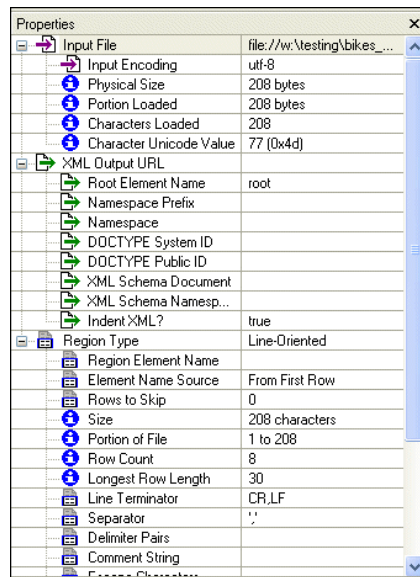 Properties
Input File file://w:\testing\bikes_...
Input Encoding utf-8
Physical Size 208 bytes
Portion Loaded 208 bytes
Characters Loaded 208
Character Unicode Value 77 (0x4d)
XML Output URL
Root Element Name root
Namespace Prefix
Namespace
DOCTYPE System ID
DOCTYPE Public ID
XML Schema Document
XML Schema Namesp...
Indent XML? true
Region Type Line-Oriented
Region Element Name
Element Name Source From First Row
Rows to Skip 0
Size 208 characters
Portion of File 1 to 208
Row Count 8
Longest Row Length 30
Line Terminator CR,LF
Separator ','
Delimiter Pairs
Comment String